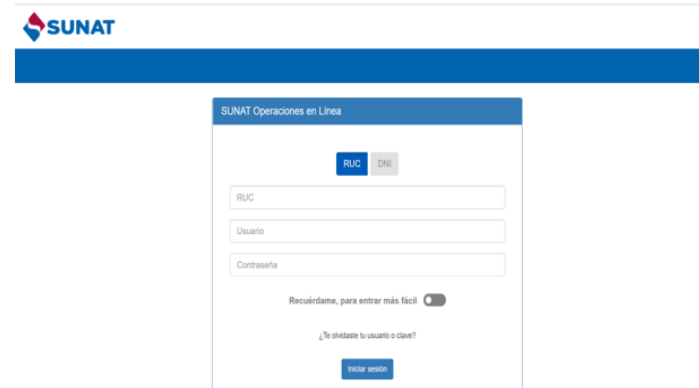 SUNAT
SUNAT Operaciones en Línea
RUC DNI
RUC
Usuario
Contraseña
Recuérdame, para entrar más fácil
¿Te olvidaste tu usuario o clave?
Iniciar sesión